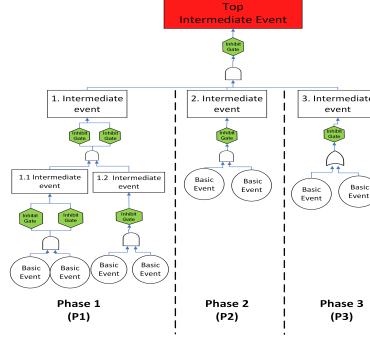 Top
Intermediate Event
Inhibit
Gate
1. Intermediate
event
2. Intermediate
event
3. Intermediate
event
Inhibit
Gate
Inhibit
Gate
Inhibit
Gate
Inhibit
Gate
1.1 Intermediate
event
1.2 Intermediate
event
Basic
Event
Basic
Event
Basic
Event
Basic
Event
Inhibit
Gate
Inhibit
Gate
Inhibit
Gate
Basic
Event
Basic
Event
Basic
Event
Basic
Event
Phase 1
(P1)
Phase 2
(P2)
Phase 3
(P3)